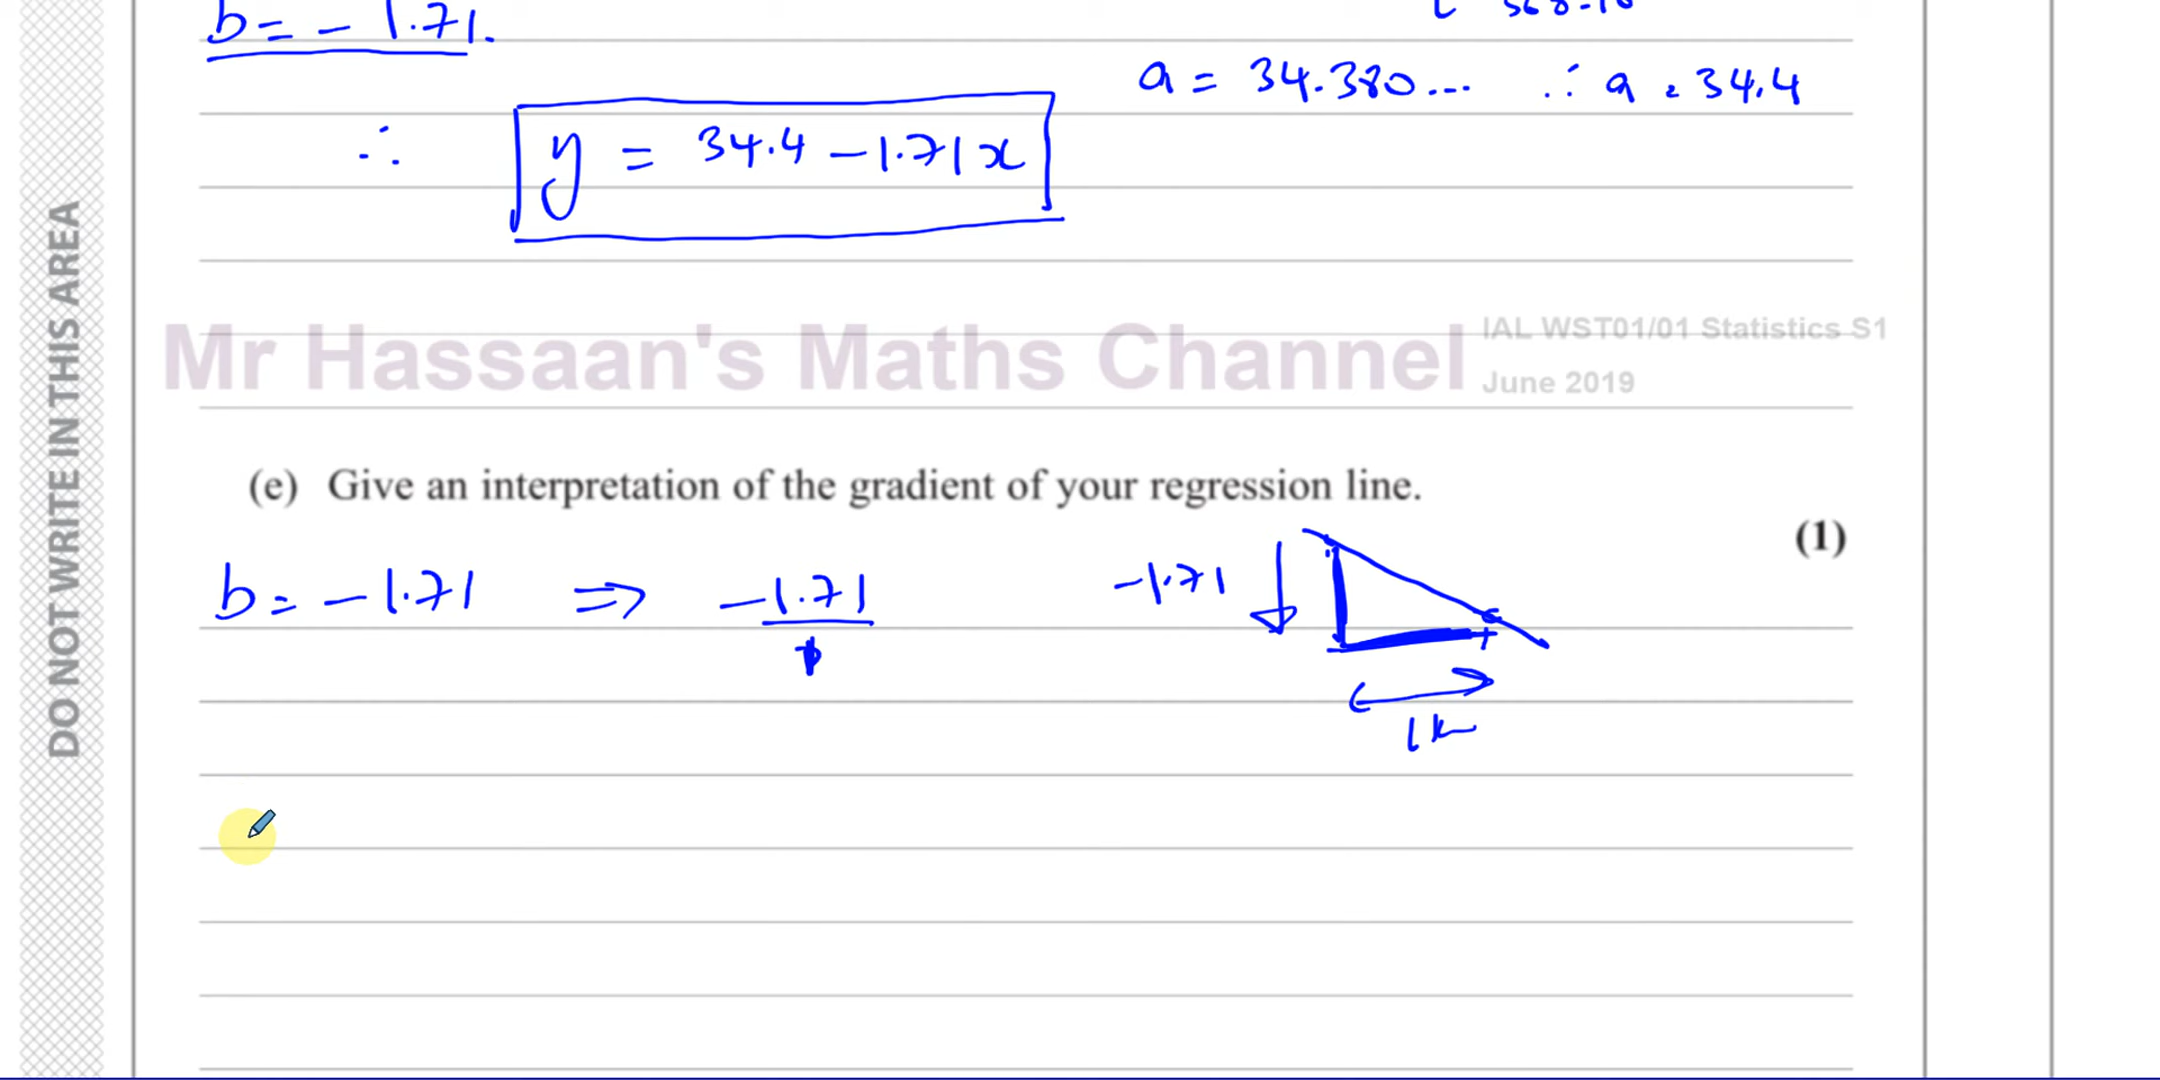 b = - 1.71.
a = 34.380... ∴ a = 34.4
∴ y = 34.4 - 1.71x
DO NOT WRITE IN THIS AREA
Mr Hassaan's Maths Channel
IAL WST01/01 Statistics S1
June 2019
(e) Give an interpretation of the gradient of your regression line.
(1)
b = - 1.71 ⇒ -1.71/1
-1.71